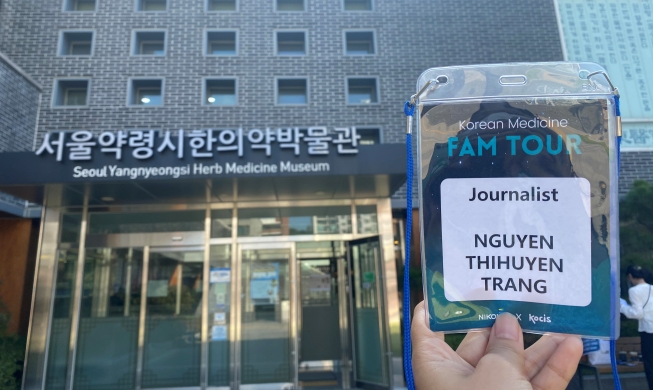 서울약령시한의약박물관
Seoul Yangnyeongsi Herb Medicine Museum
Korean Medicine
FAM TOUR
Journalist
NGUYEN
THIHUYEN
TRANG
Kocis